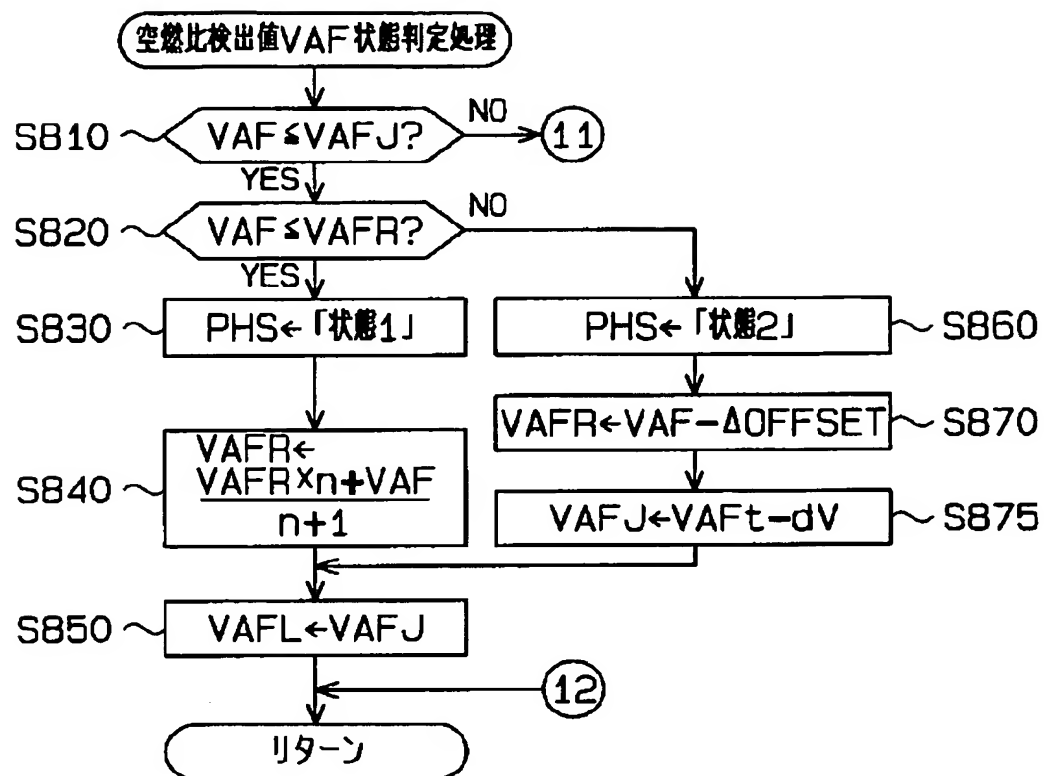 空燃比検出値VAF状態判定処理
S810
VAF≦VAFJ?
NO
11
YES
S820
VAF≦VAFR?
NO
YES
S830
PHS←「状態1」
PHS←「状態2」
S860
VAFR←VAF-ΔOFFSET
S870
S840
VAFR←
VAFR×n+VAF
n+1
VAFJ←VAFt-dV
S875
S850
VAFL←VAFJ
12
リターン